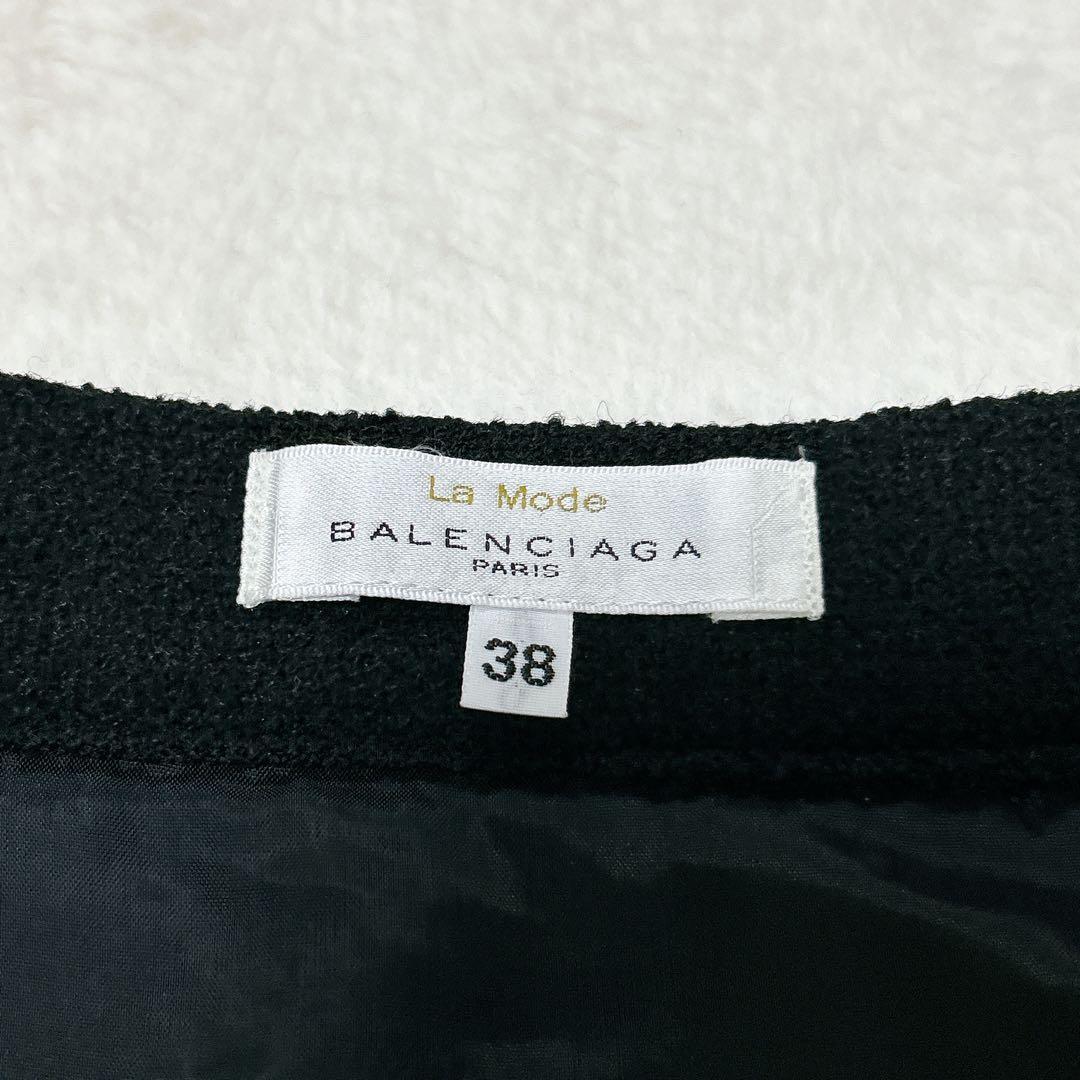 La Mode
BALENCIAGA
PARIS
38